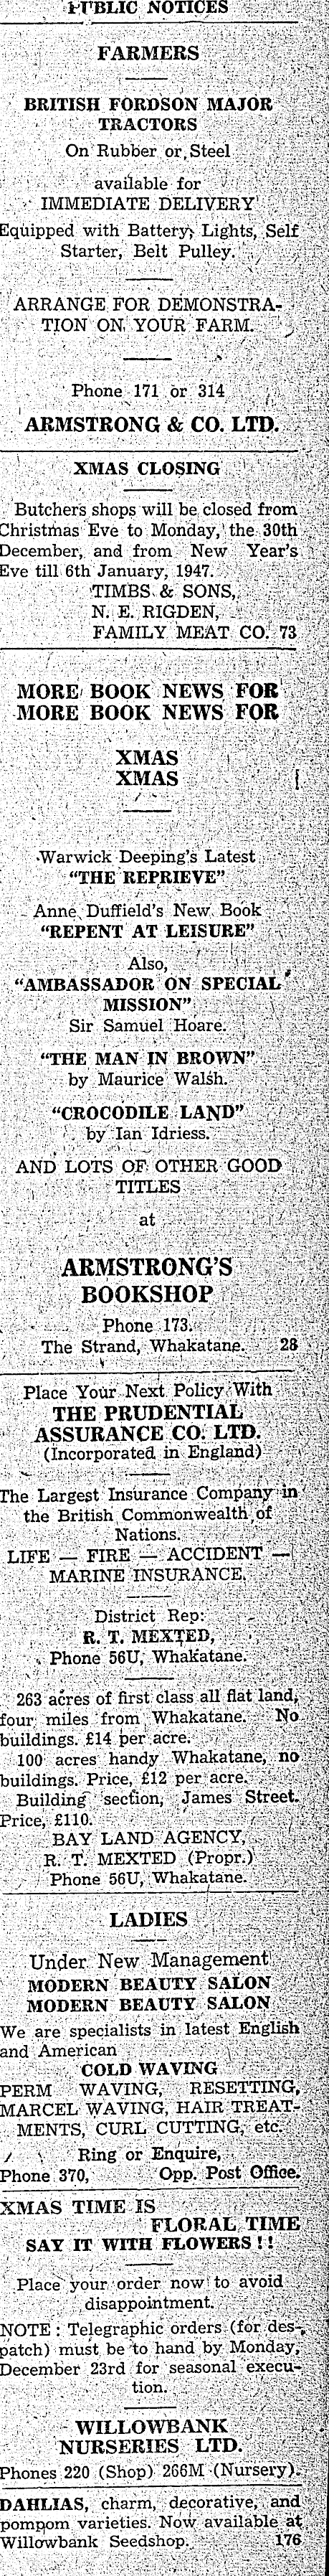 PUBLIC NOTICES
FARMERS
BRITISH FORDSON MAJOR
TRACTORS
On Rubber or Steel
available for
IMMEDIATE DELIVERY
Equipped with Battery, Lights, Self
Starter, Belt Pulley.
ARRANGE FOR DEMONSTRA-
TION ON YOUR FARM.
Phone 171 or 314
ARMSTRONG & CO. LTD.
XMAS CLOSING
Butchers shops will be closed from
Christmas Eve to Monday, the 30th
December, and from New Year's
Eve till 6th January, 1947.
TIMBS & SONS,
N. E. RIGDEN,
FAMILY MEAT CO. 73
MORE BOOK NEWS FOR
MORE BOOK NEWS FOR
XMAS
XMAS
Warwick Deeping's Latest
"THE REPRIEVE"
Anne Duffield's New Book
"REPENT AT LEISURE"
Also,
"AMBASSADOR ON SPECIAL
MISSION"
Sir Samuel Hoare.
"THE MAN IN BROWN"
by Maurice Walsh.
"CROCODILE LAND"
by Ian Idriess.
AND LOTS OF OTHER GOOD
TITLES
at
ARMSTRONG'S
BOOKSHOP
Phone 173.
The Strand, Whakatane. 28
Place Your Next Policy With
THE PRUDENTIAL
ASSURANCE CO. LTD.
(Incorporated in England)
The Largest Insurance Company in
the British Commonwealth of
Nations.
LIFE — FIRE — ACCIDENT —
MARINE INSURANCE.
District Rep:
R. T. MEXTED,
Phone 56U, Whakatane.
263 acres of first class all flat land,
four miles from Whakatane. No
buildings. £14 per acre.
100 acres handy Whakatane, no
buildings. Price, £12 per acre.
Building section, James Street.
Price, £110.
BAY LAND AGENCY,
R. T. MEXTED (Propr.)
Phone 56U, Whakatane.
LADIES
Under New Management
MODERN BEAUTY SALON
MODERN BEAUTY SALON
We are specialists in latest English
and American
COLD WAVING
PERM WAVING, RESETTING,
MARCEL WAVING, HAIR TREAT-
MENTS, CURL CUTTING, etc.
Ring or Enquire,
Phone 370, Opp. Post Office.
XMAS TIME IS
FLORAL TIME
SAY IT WITH FLOWERS!!
Place your order now to avoid
disappointment.
NOTE: Telegraphic orders (for des-
patch) must be to hand by Monday,
December 23rd for seasonal execu-
tion.
WILLOWBANK
NURSERIES LTD.
Phones 220 (Shop) 266M (Nursery).
DAHLIAS, charm, decorative, and
pompom varieties. Now available at
Willowbank Seedshop. 176